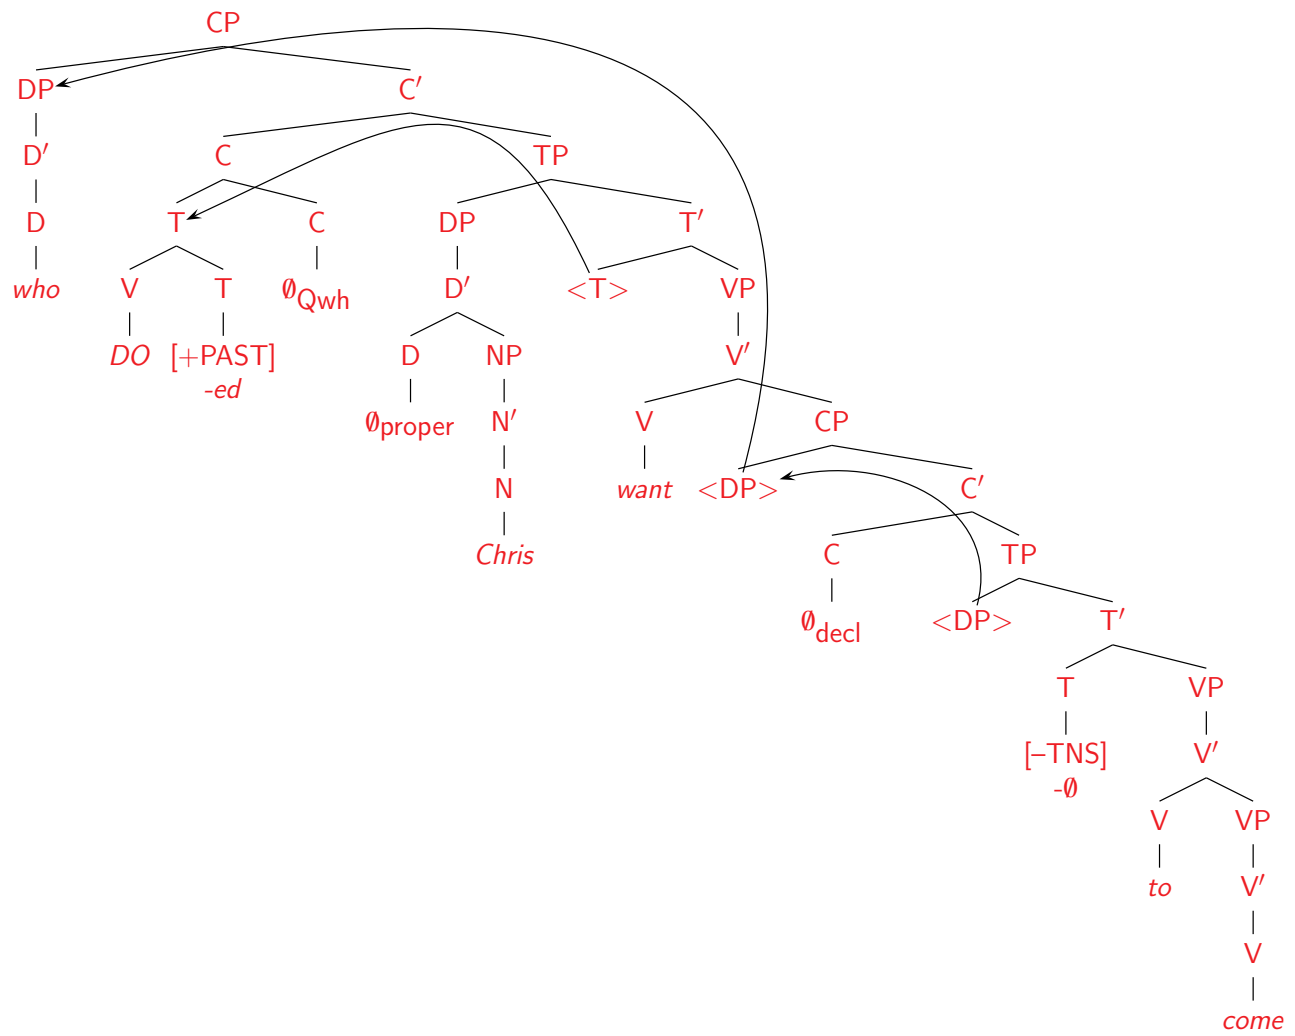 CP
DP C′
D′ C TP
D T C DP T′
who V T ∅Qwh D′ <T> VP
DO [+PAST] D NP V′
-ed
∅proper N′ V CP
N want <DP> C′
Chris C TP
∅decl <DP> T′
T VP
[–TNS] V′
-∅
V VP
to V′
V
come